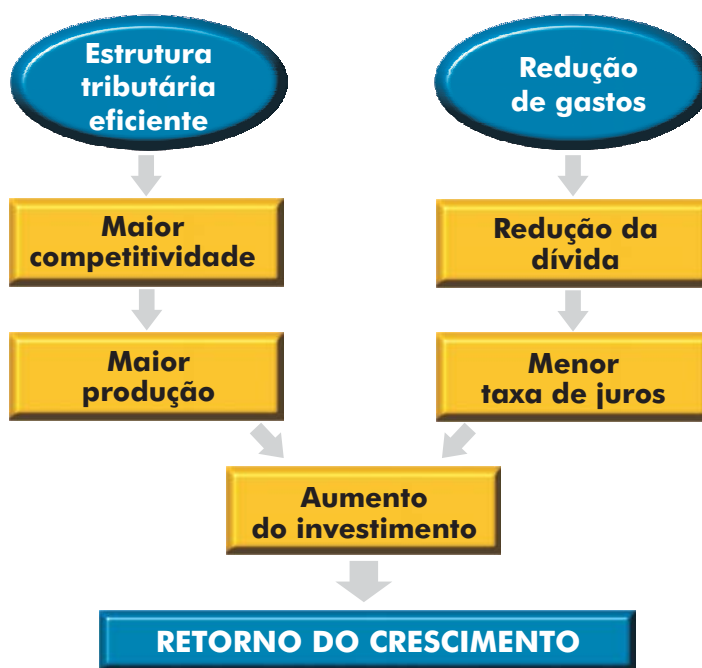 Estrutura
tributária
eficiente
Redução
de gastos
Maior
competitividade
Redução da
dívida
Maior
produção
Menor
taxa de juros
Aumento
do investimento
RETORNO DO CRESCIMENTO